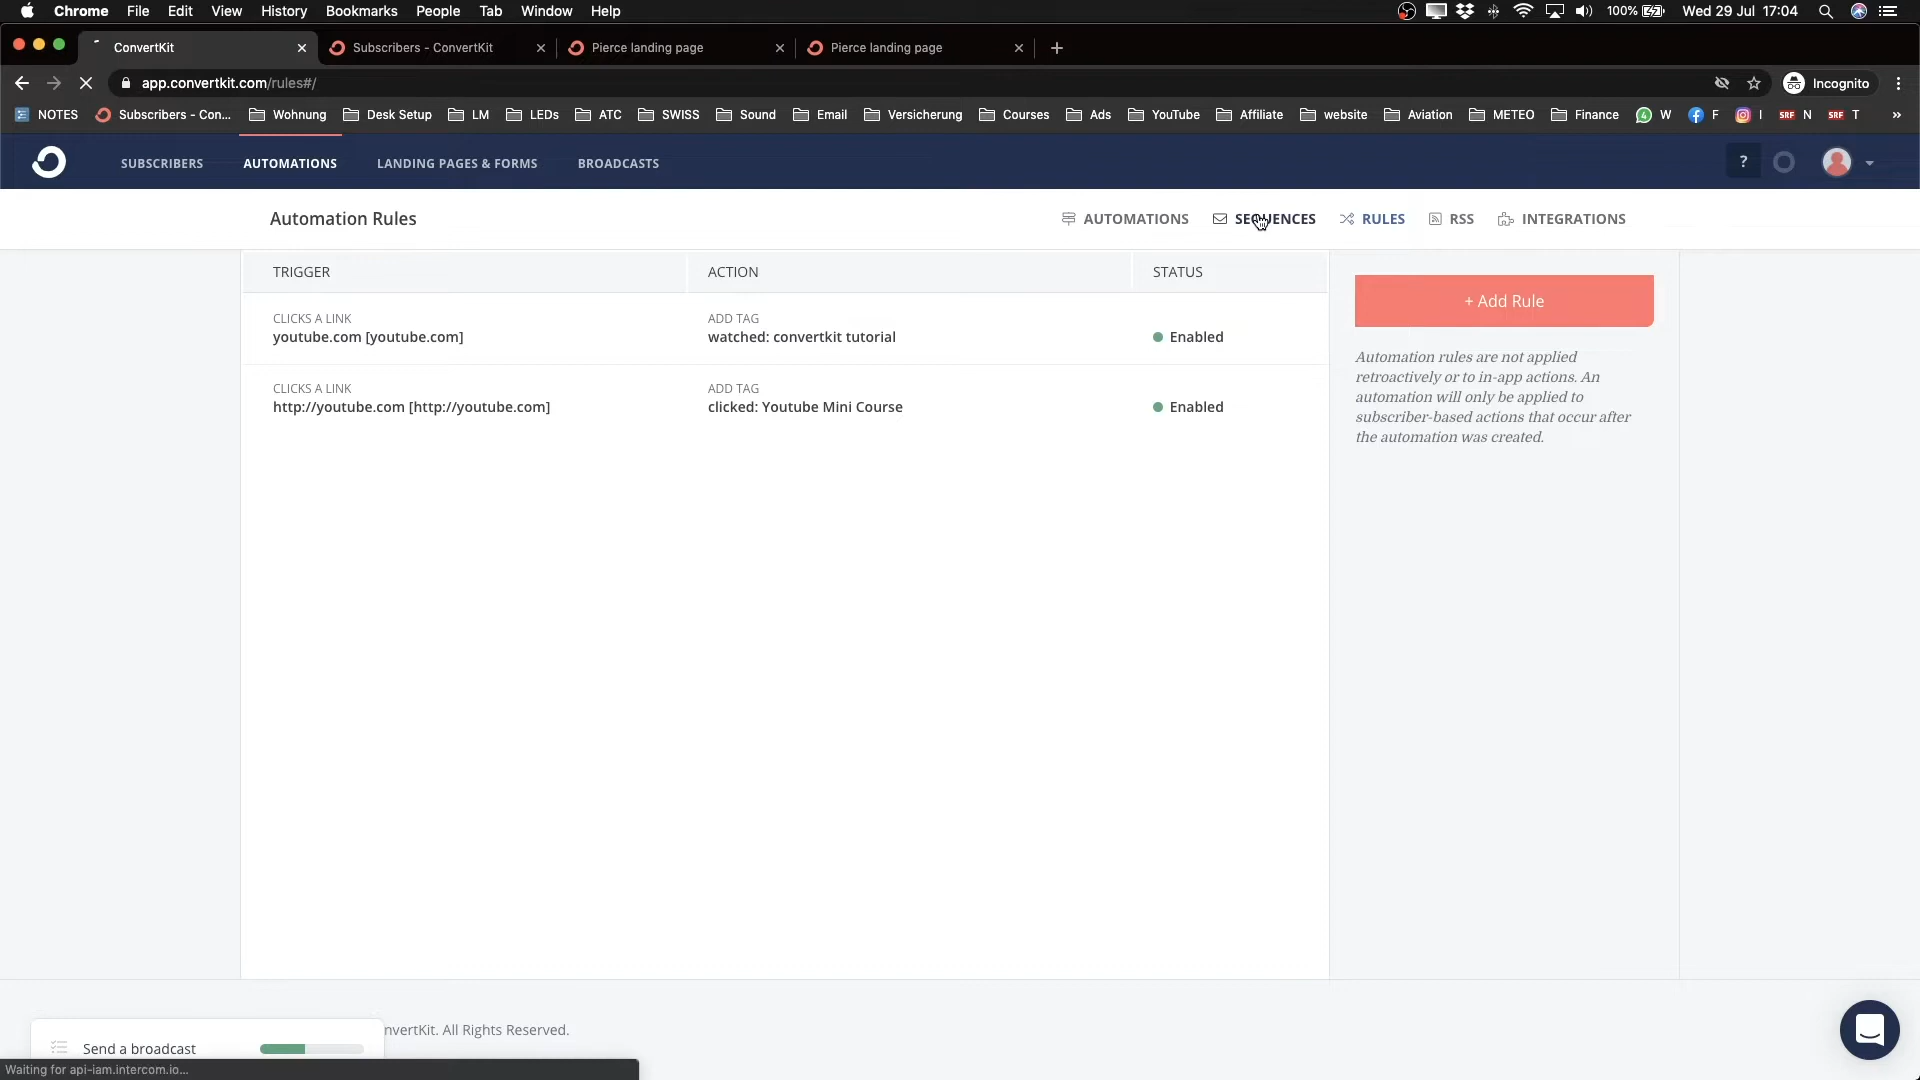 Chrome File Edit View History Bookmarks People Tab Window Help 100% Wed 29 Jul 17:04
ConvertKit Subscribers - ConvertKit Pierce landing page Pierce landing page
app.convertkit.com/rules#/ Incognito
NOTES Subscribers - Con... Wohnung Desk Setup LM LEDs ATC SWISS Sound Email Versicherung Courses Ads YouTube Affiliate website Aviation METEO Finance W F I SRF N SRF T »
SUBSCRIBERS AUTOMATIONS LANDING PAGES & FORMS BROADCASTS ?
Automation Rules AUTOMATIONS SEQUENCES RULES RSS INTEGRATIONS
TRIGGER ACTION STATUS
CLICKS A LINK ADD TAG
youtube.com [youtube.com] watched: convertkit tutorial Enabled
CLICKS A LINK ADD TAG
http://youtube.com [http://youtube.com] clicked: Youtube Mini Course Enabled
+ Add Rule
Automation rules are not applied
retroactively or to in-app actions. An
automation will only be applied to
subscriber-based actions that occur after
the automation was created.
nvertKit. All Rights Reserved.
Send a broadcast
Waiting for api-iam.intercom.io...